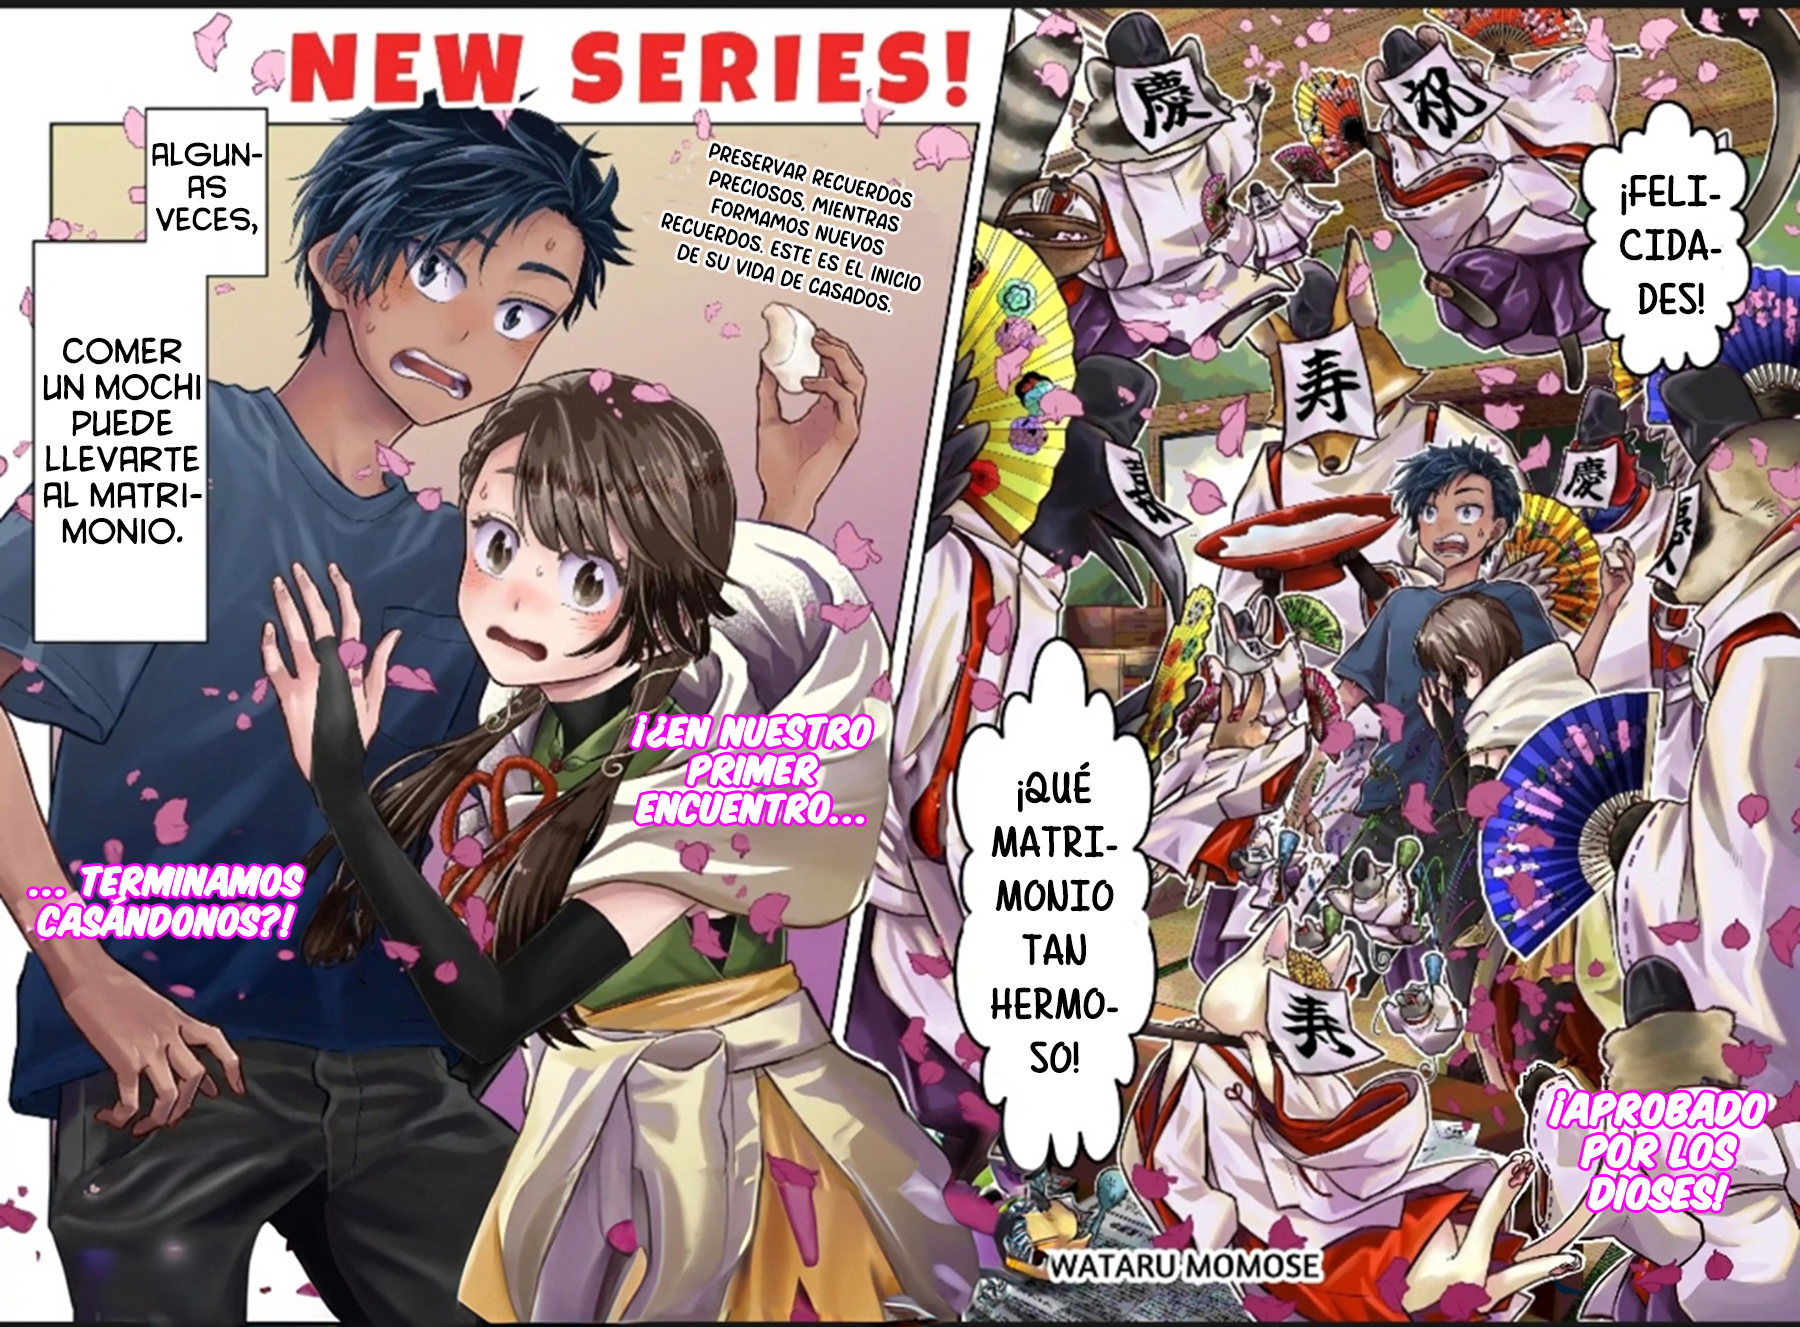 NEW SERIES!
ALGUN-
AS
VECES,
COMER
UN MOCHI
PUEDE
LLEVARTE
AL MATRI-
MONIO.
PRESERVAR RECUERDOS
PRECIOSOS, MIENTRAS
FORMAMOS NUEVOS
RECUERDOS. ESTE ES EL INICIO
DE SU VIDA DE CASADOS.
¡¿EN NUESTRO
PRIMER
ENCUENTRO...
... TERMINAMOS
CASÁNDONOS?!
慶
祝
¡FELI-
CIDA-
DES!
寿
慶
¡QUÉ
MATRI-
MONIO
TAN
HERMO-
SO!
寿
¡APROBADO
POR LOS
DIOSES!
WATARU MOMOSE